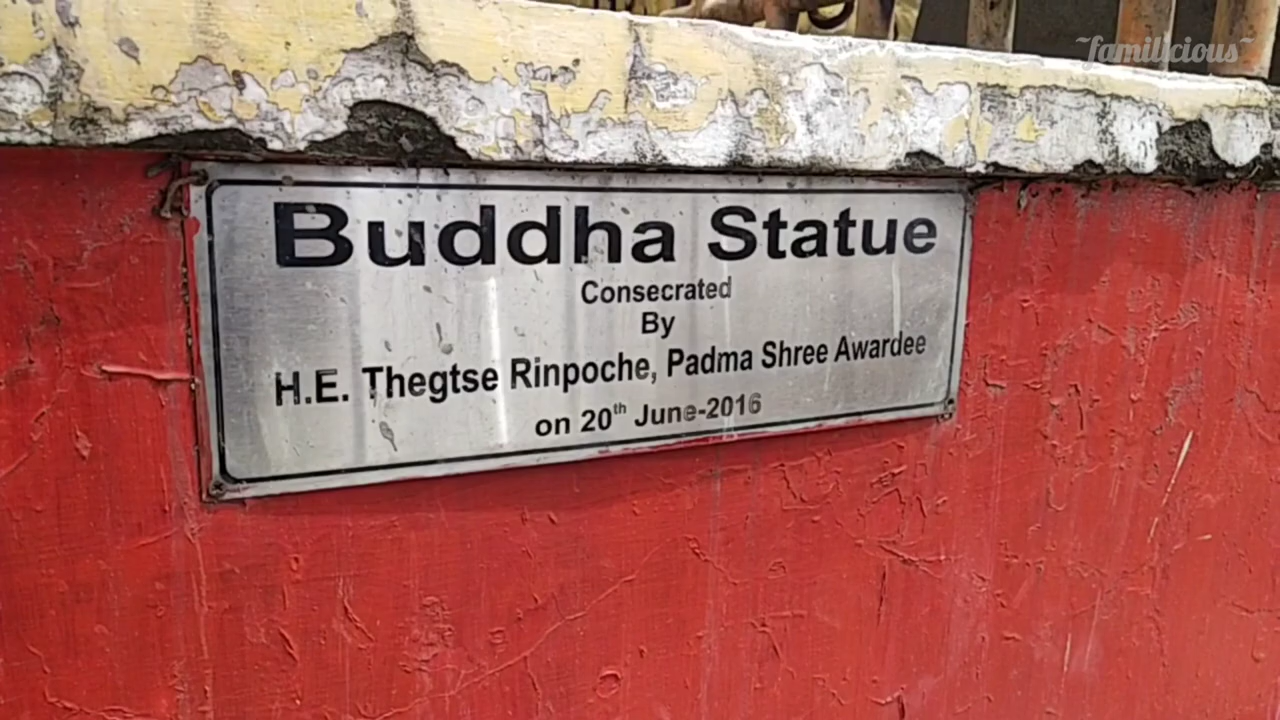 ~familicious~
Buddha Statue
Consecrated
By
H.E. Thegtse Rinpoche, Padma Shree Awardee
on 20th June-2016